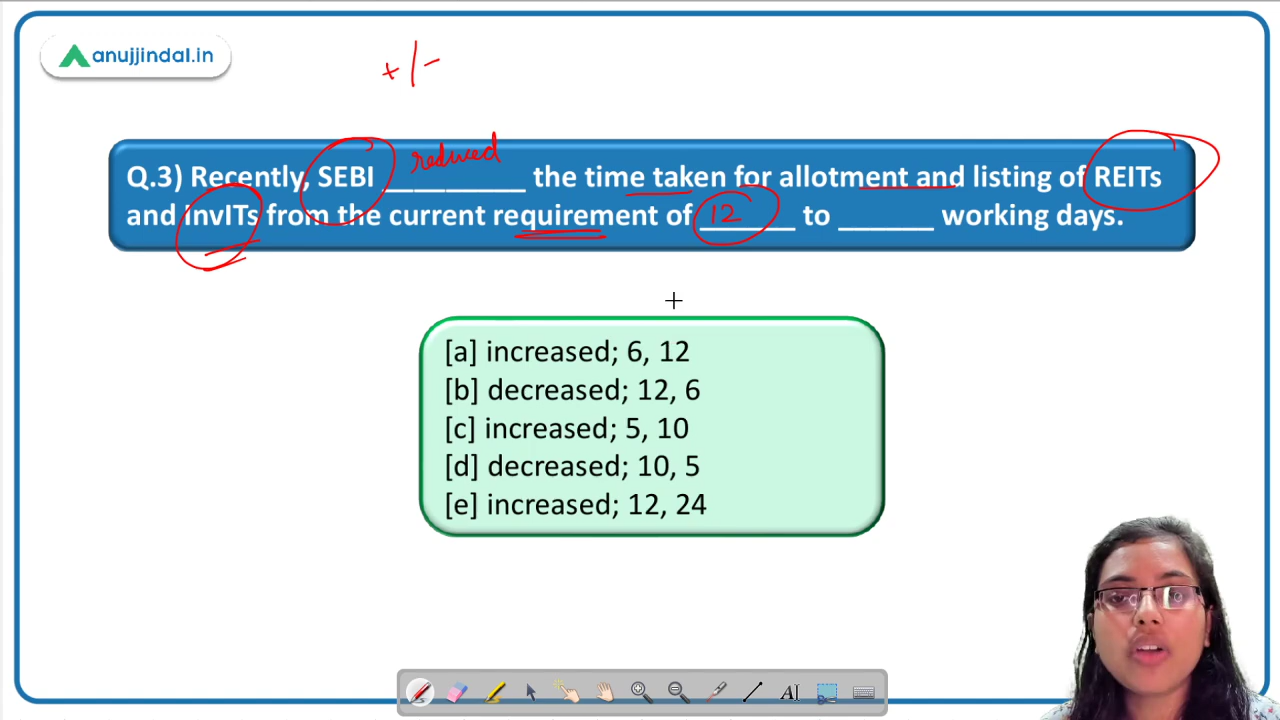 anujjindal.in
+/-
reduced
Q.3) Recently, SEBI __________ the time taken for allotment and listing of REITs
and InvITs from the current requirement of 12 to ______ working days.
[a] increased; 6, 12
[b] decreased; 12, 6
[c] increased; 5, 10
[d] decreased; 10, 5
[e] increased; 12, 24
AI